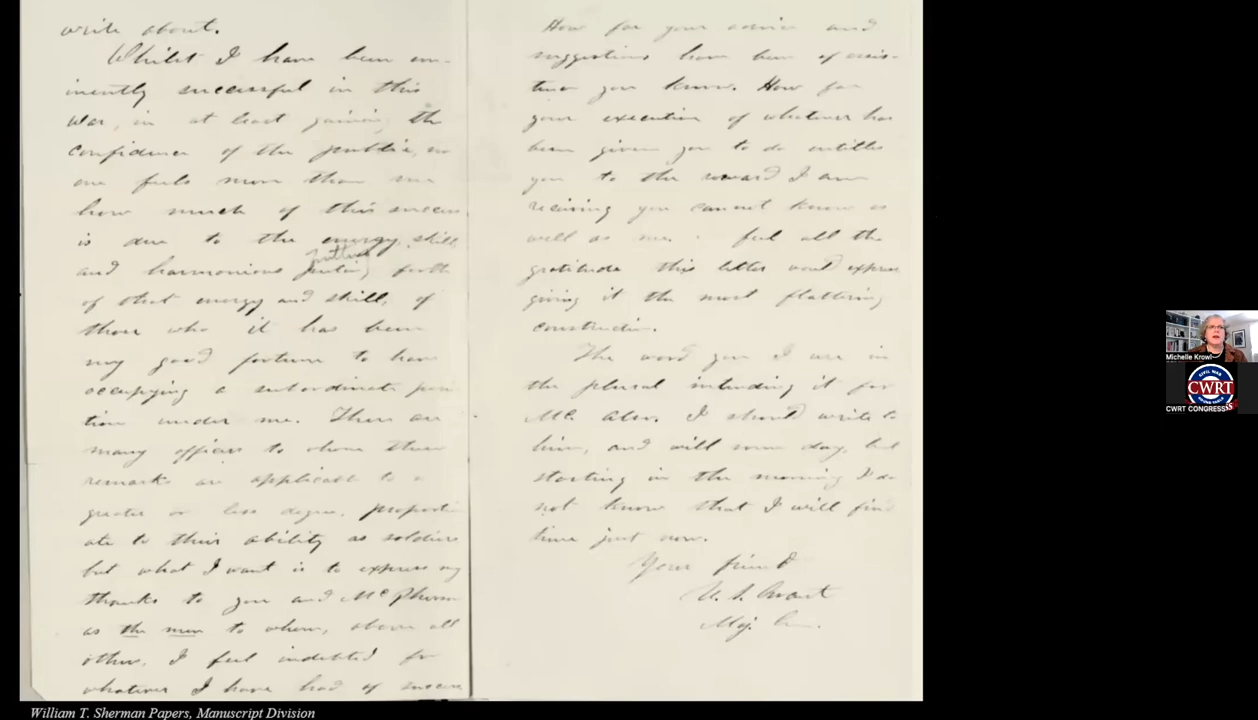 write about.
Whilst I have been em-
inently successful in this
War, in at least gaining the
confidence of the public, no
one feels more than me
how much of this success
is due to the energy, skill,
and harmonious puting putting forth
of that energy and skill, of
those who it has been
my good fortune to have
occupying a subordinate posi
tion under me. There are
many officers to whom these
remarks are applicable to a
greater or less degree, proporti
ate to their ability as soldiers
but what I want is to express my
thanks to you and McPherson
as the men to whom, above all
others, I feel indebted for
whatever I have had of success
How far your advice and
suggestions have been of assis-
tance you know. How far
your execution of whatever has
been given you to do entitles
you to the reward I am
receiving you cannot know as
well as me. I feel all the
gratitude this letter would express
giving it the most flattering
construction.
The word you I use in
the plural intending it for
Mc. also. I should write to
him, and will some day, but
starting in the morning I do
not know that I will find
time just now.
Your friend
U. S. Grant
Maj. Gen.
William T. Sherman Papers, Manuscript Division
Michelle Krowl
CIVIL WAR
CWRT
CWRT CONGRESS